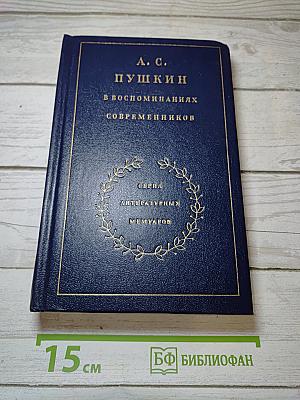 А. С.
ПУШКИН
В ВОСПОМИНАНИЯХ
СОВРЕМЕННИКОВ
СЕРИЯ
ЛИТЕРАТУРНЫХ
МЕМУАРОВ
15 см
БФ БИБЛИОФАН